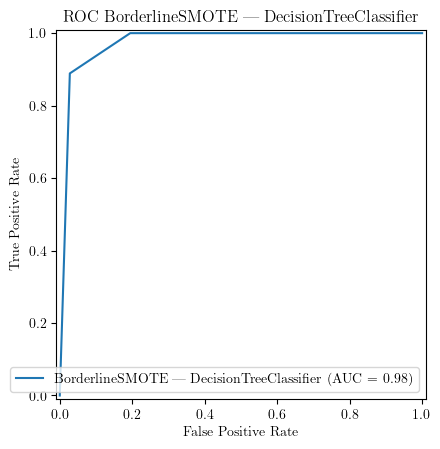 ROC BorderlineSMOTE — DecisionTreeClassifier
1.0
0.8
0.6
0.4
0.2
0.0
True Positive Rate
BorderlineSMOTE — DecisionTreeClassifier (AUC = 0.98)
0.0 0.2 0.4 0.6 0.8 1.0
False Positive Rate